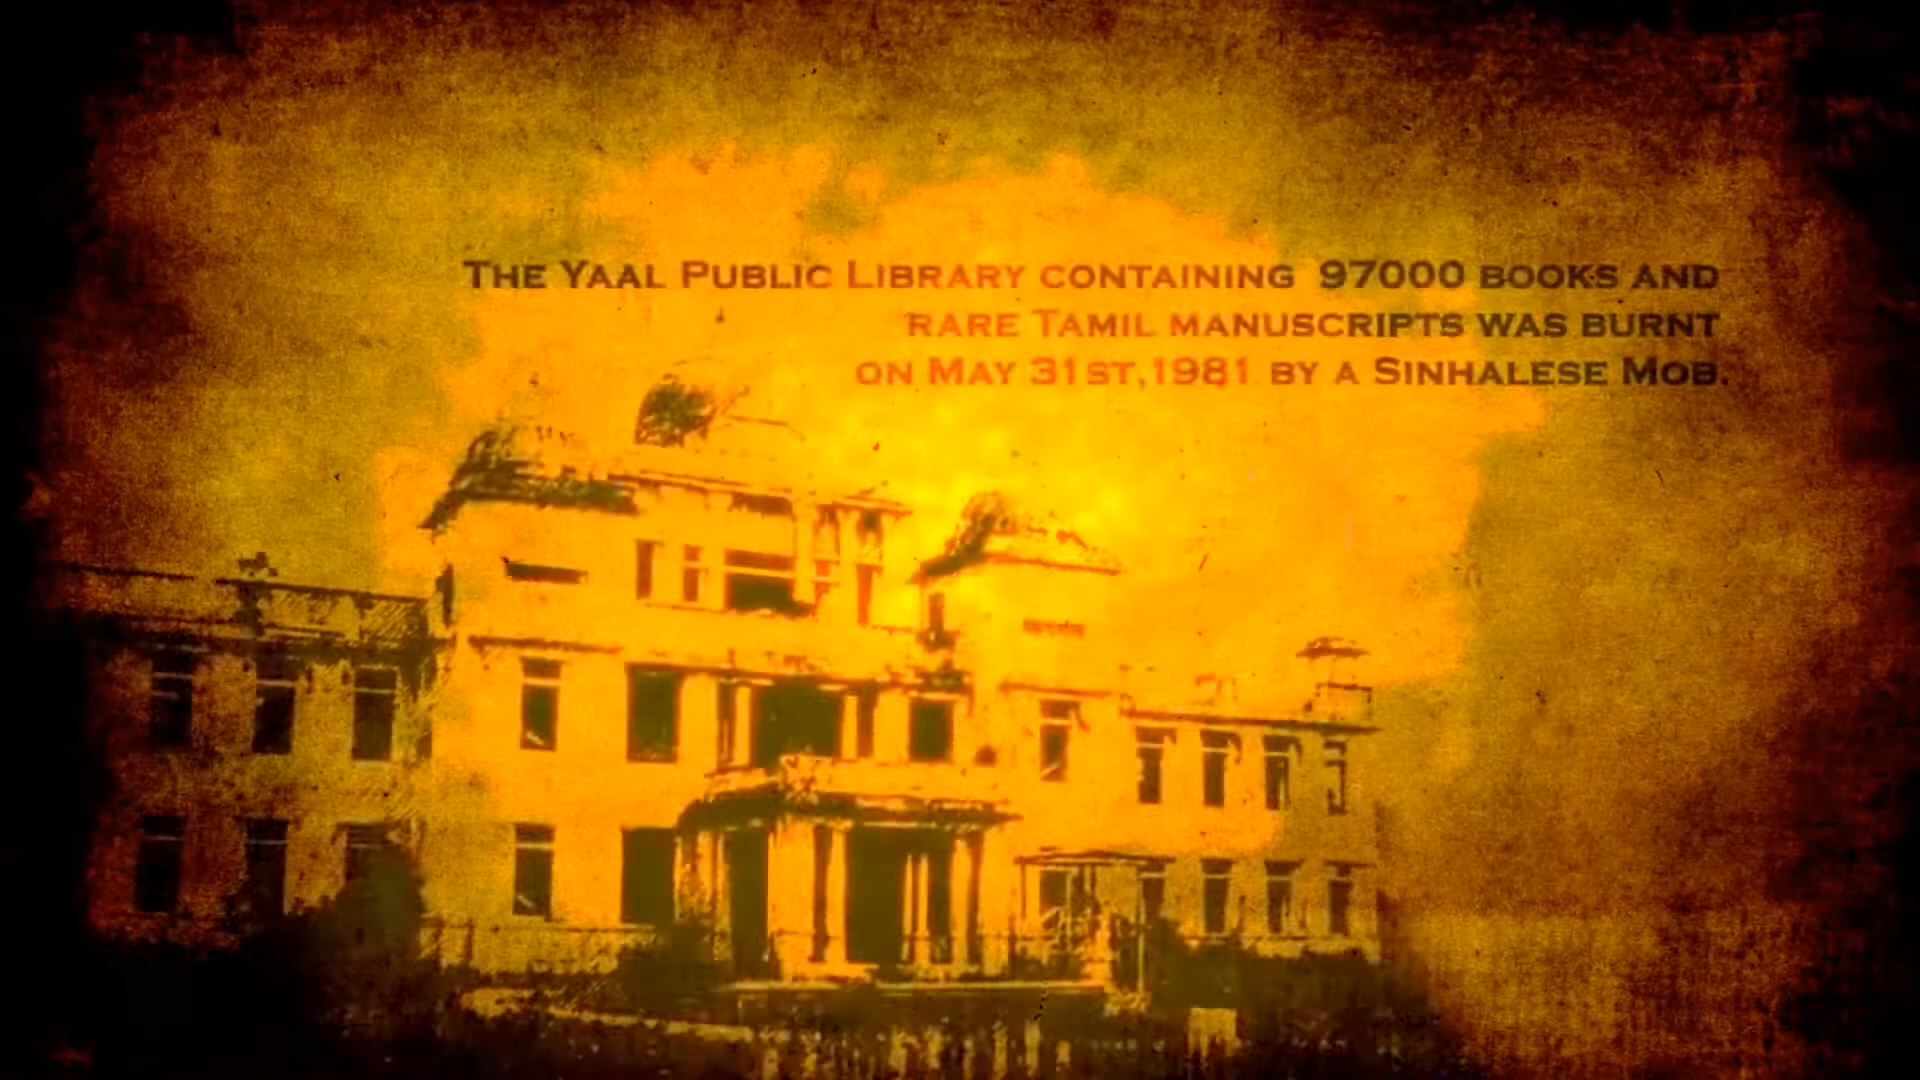 The Yaal Public Library containing 97000 books and
rare Tamil manuscripts was burnt
on May 31st,1981 by a Sinhalese Mob.